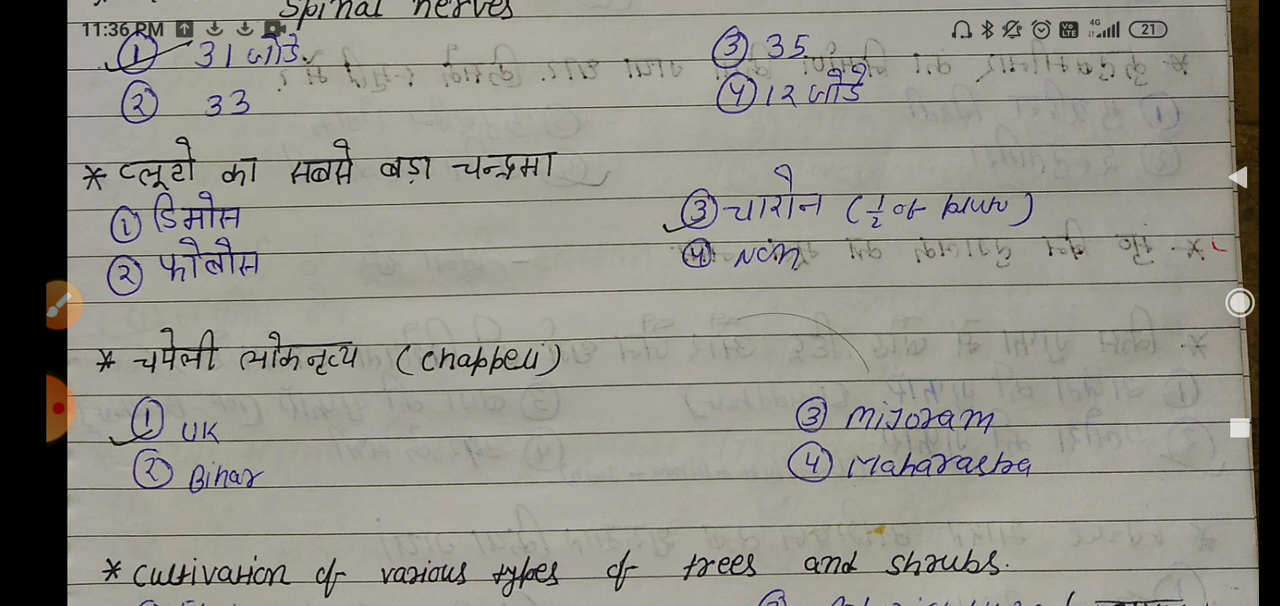 Spinal nerves
11:36 PM
4G
21
① 31 जोडे
③ 35
② 33
④ 12 जोडे
* प्लूटो का सबसे बड़ा चन्द्रमा
① डिमोस
③ चारोन (1/2 of Pluto)
② फोबोस
④
* चपेली लोकनृत्य (Chappeli)
① UK
③ Mizoram
② Bihar
④ Maharastra
* Cultivation of various types of trees and shrubs.